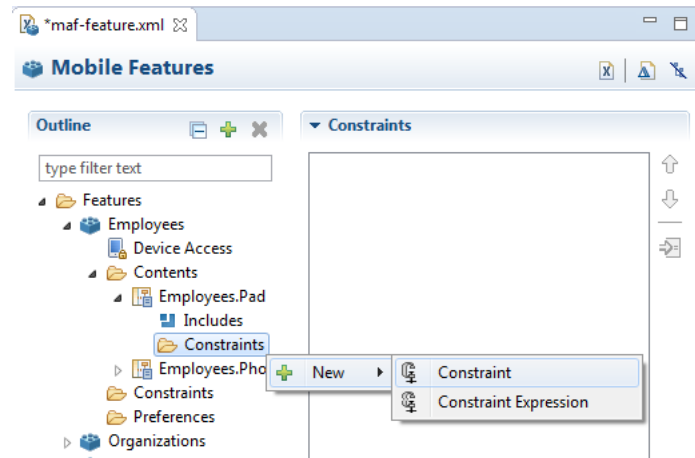 *maf-feature.xml
Mobile Features
Outline
Constraints
type filter text
Features
Employees
Device Access
Contents
Employees.Pad
Includes
Constraints
Employees.Pho
New
Constraint
Constraint Expression
Constraints
Preferences
Organizations